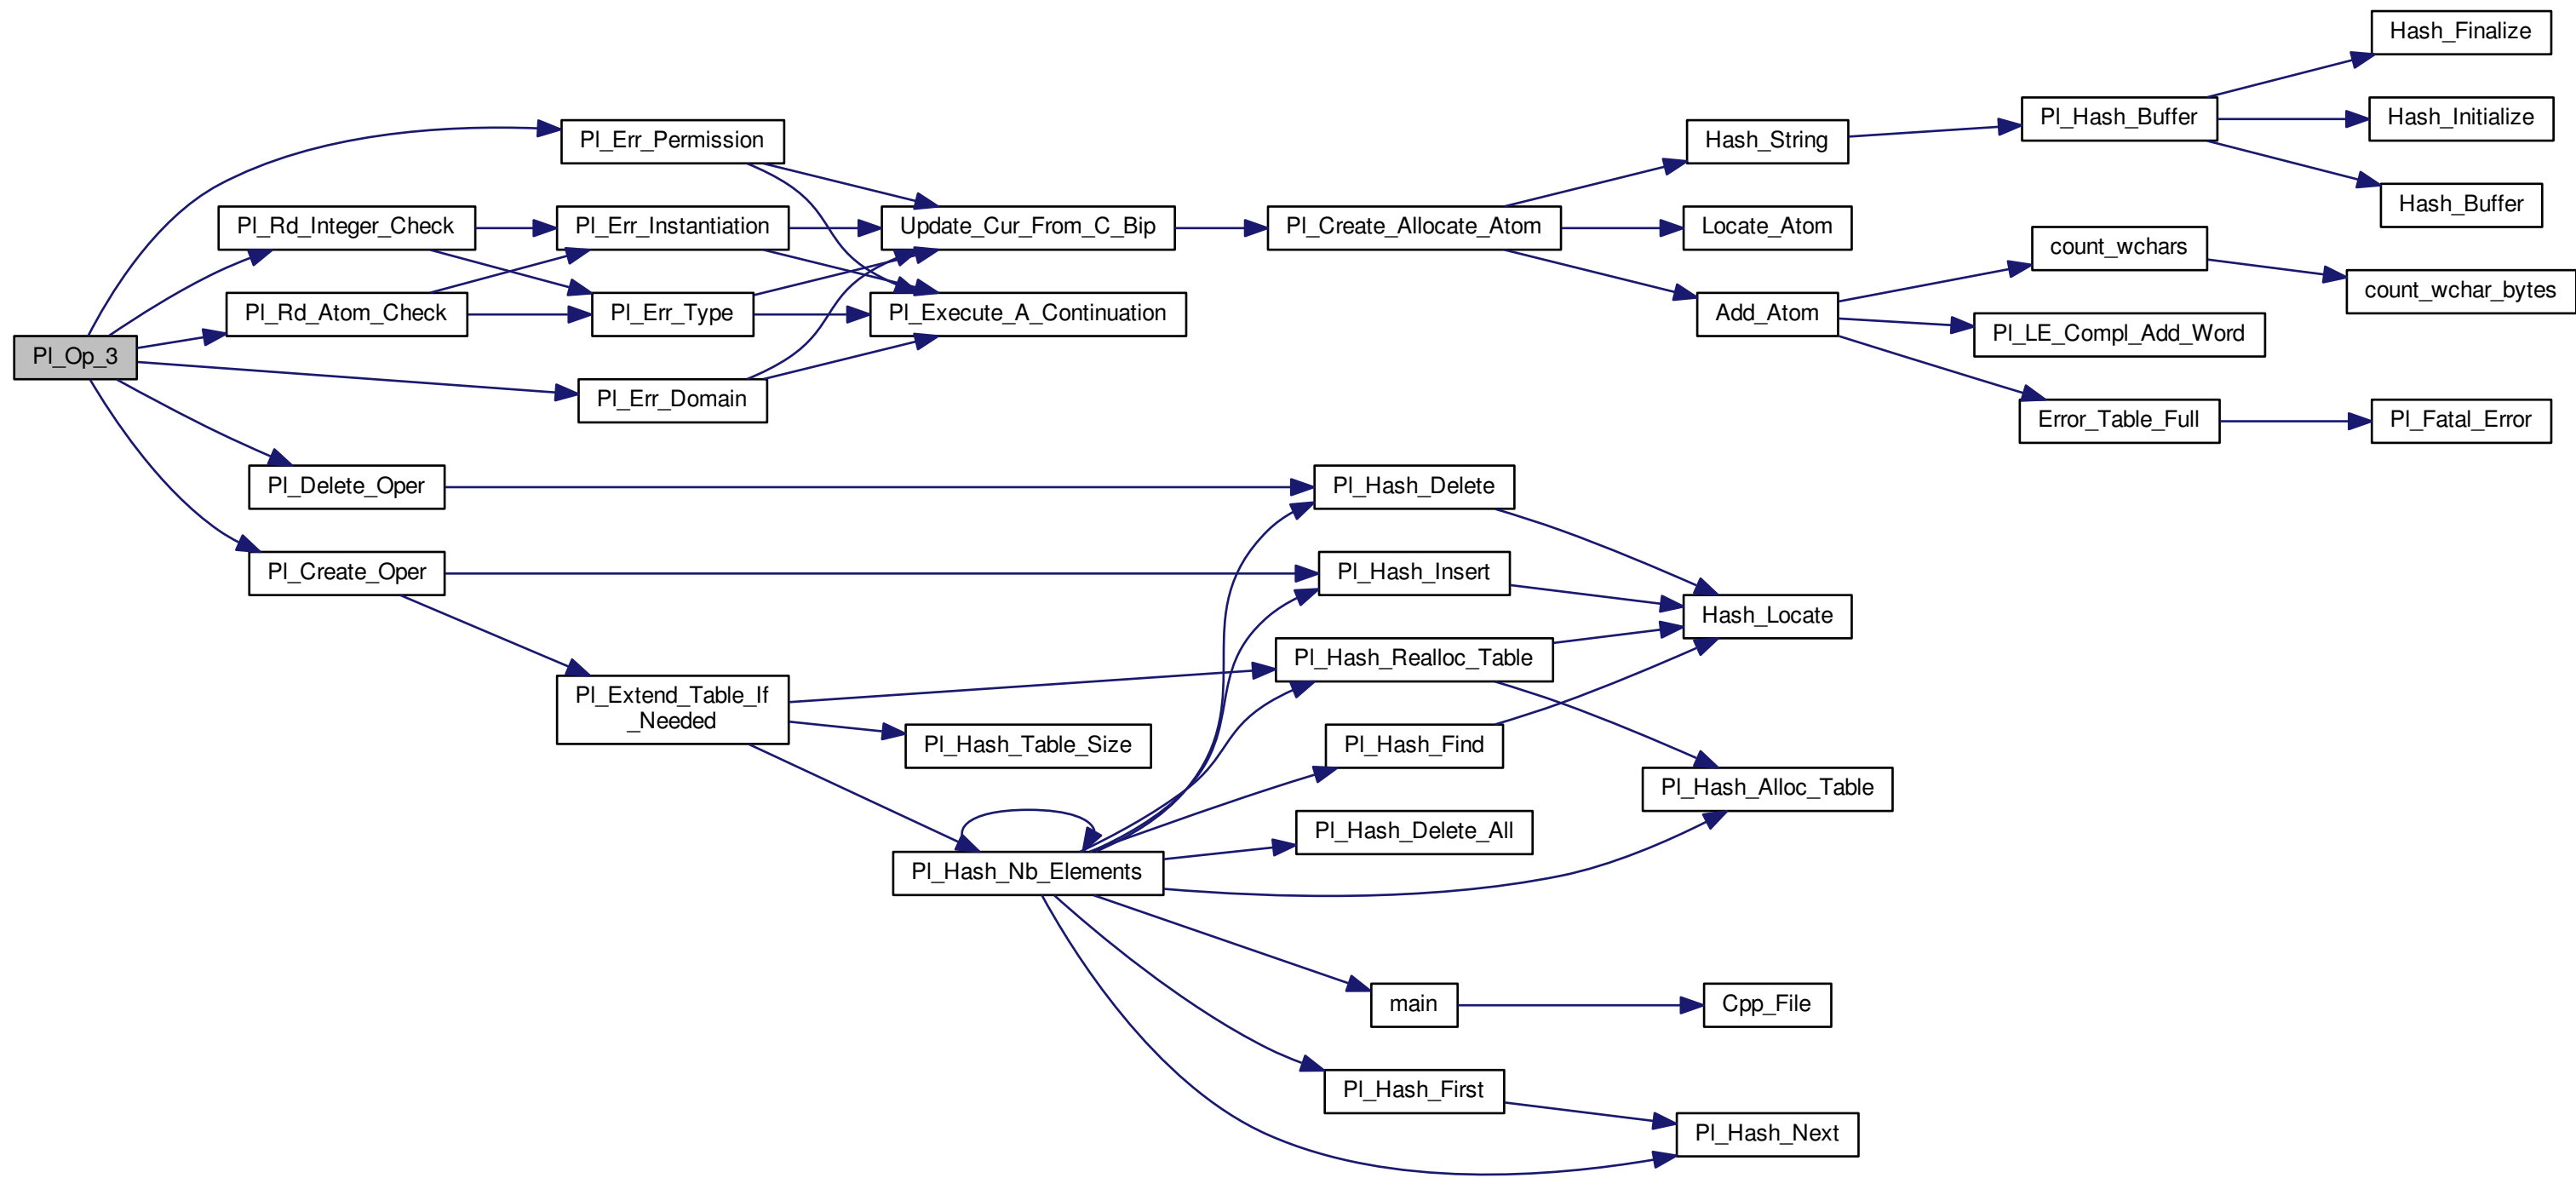 Pl_Op_3
Pl_Err_Permission
Pl_Rd_Integer_Check
Pl_Rd_Atom_Check
Pl_Err_Instantiation
Pl_Err_Type
Pl_Err_Domain
Update_Cur_From_C_Bip
Pl_Execute_A_Continuation
Pl_Create_Allocate_Atom
Hash_String
Locate_Atom
Add_Atom
Pl_Hash_Buffer
Hash_Finalize
Hash_Initialize
Hash_Buffer
count_wchars
count_wchar_bytes
Pl_LE_Compl_Add_Word
Error_Table_Full
Pl_Fatal_Error
Pl_Delete_Oper
Pl_Create_Oper
Pl_Extend_Table_If
_Needed
Pl_Hash_Table_Size
Pl_Hash_Nb_Elements
Pl_Hash_Delete
Pl_Hash_Insert
Pl_Hash_Realloc_Table
Pl_Hash_Find
Pl_Hash_Delete_All
Hash_Locate
Pl_Hash_Alloc_Table
main
Cpp_File
Pl_Hash_First
Pl_Hash_Next